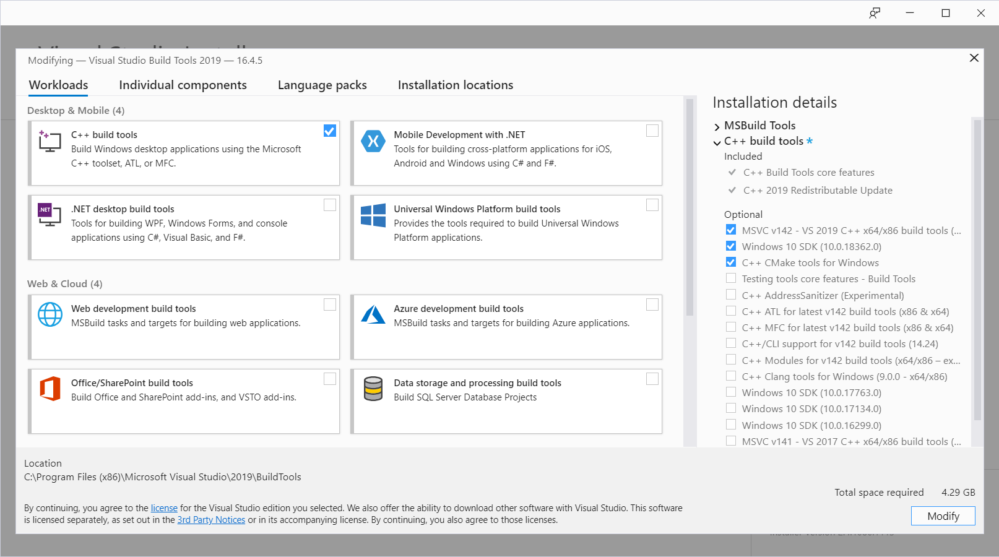 Modifying — Visual Studio Build Tools 2019 — 16.4.5
Workloads
Individual components
Language packs
Installation locations
Desktop & Mobile (4)
C++ build tools
Build Windows desktop applications using the Microsoft
C++ toolset, ATL, or MFC.
Mobile Development with .NET
Tools for building cross-platform applications for iOS,
Android and Windows using C# and F#.
.NET
.NET desktop build tools
Tools for building WPF, Windows Forms, and console
applications using C#, Visual Basic, and F#.
Universal Windows Platform build tools
Provides the tools required to build Universal Windows
Platform applications.
Web & Cloud (4)
Web development build tools
MSBuild tasks and targets for building web applications.
Azure development build tools
MSBuild tasks and targets for building Azure applications.
Office/SharePoint build tools
Build Office and SharePoint add-ins, and VSTO add-ins.
Data storage and processing build tools
Build SQL Server Database Projects
Installation details
MSBuild Tools
C++ build tools *
Included
C++ Build Tools core features
C++ 2019 Redistributable Update
Optional
MSVC v142 - VS 2019 C++ x64/x86 build tools (...
Windows 10 SDK (10.0.18362.0)
C++ CMake tools for Windows
Testing tools core features - Build Tools
C++ AddressSanitizer (Experimental)
C++ ATL for latest v142 build tools (x86 & x64)
C++ MFC for latest v142 build tools (x86 & x64)
C++/CLI support for v142 build tools (14.24)
C++ Modules for v142 build tools (x64/x86 – ex...
C++ Clang tools for Windows (9.0.0 - x64/x86)
Windows 10 SDK (10.0.17763.0)
Windows 10 SDK (10.0.17134.0)
Windows 10 SDK (10.0.16299.0)
MSVC v141 - VS 2017 C++ x64/x86 build tools (...
Location
C:\Program Files (x86)\Microsoft Visual Studio\2019\BuildTools
Total space required 4.29 GB
By continuing, you agree to the license for the Visual Studio edition you selected. We also offer the ability to download other software with Visual Studio. This software
is licensed separately, as set out in the 3rd Party Notices or in its accompanying license. By continuing, you also agree to those licenses.
Modify